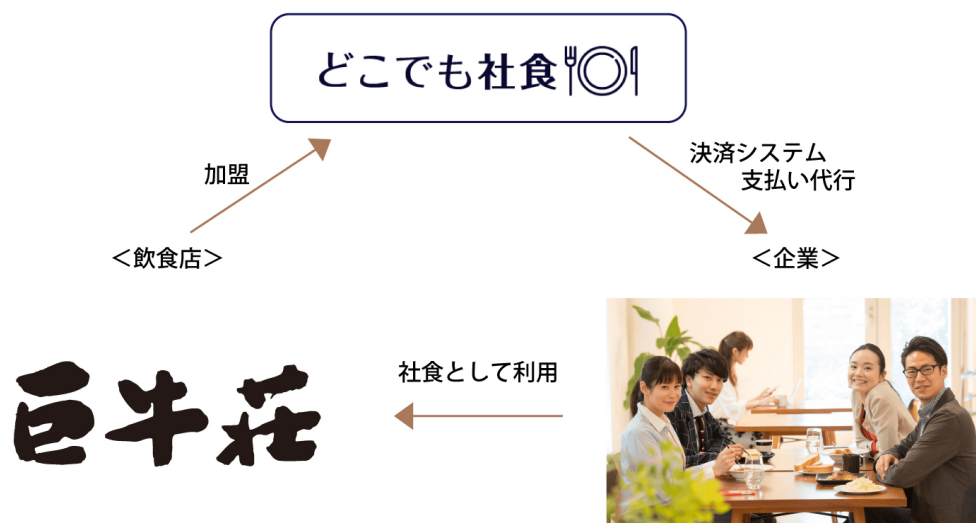 どこでも社食
加盟
決済システム
支払い代行
＜飲食店＞
＜企業＞
社食として利用
巨牛荘